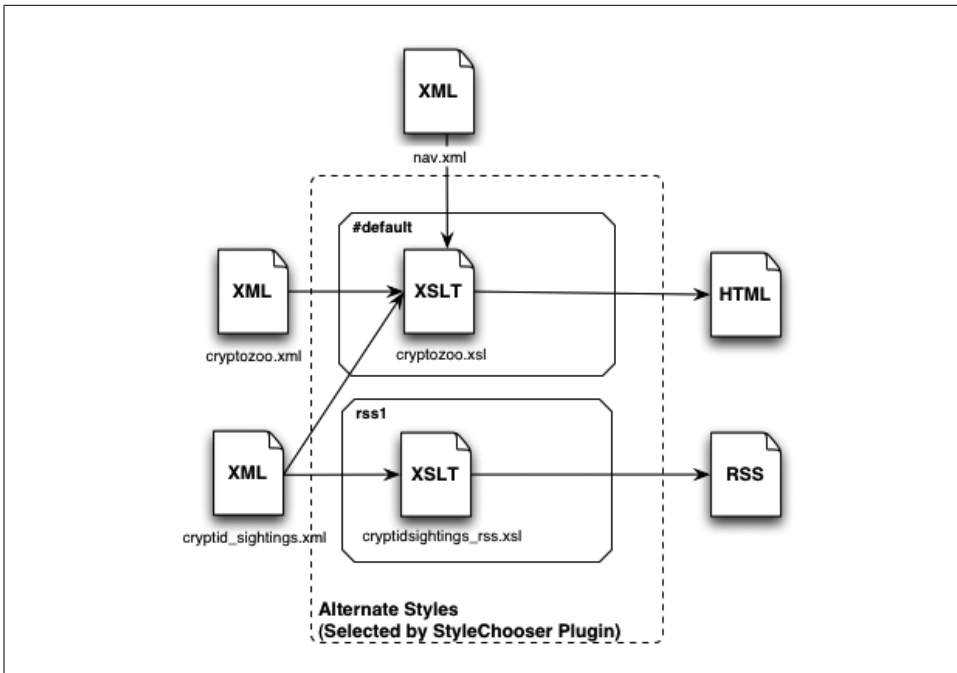 XML
nav.xml
#default
XML
XSLT
HTML
cryptozoo.xml
cryptozoo.xsl
rss1
XML
XSLT
RSS
cryptid_sightings.xml
cryptidsightings_rss.xsl
Alternate Styles
(Selected by StyleChooser Plugin)